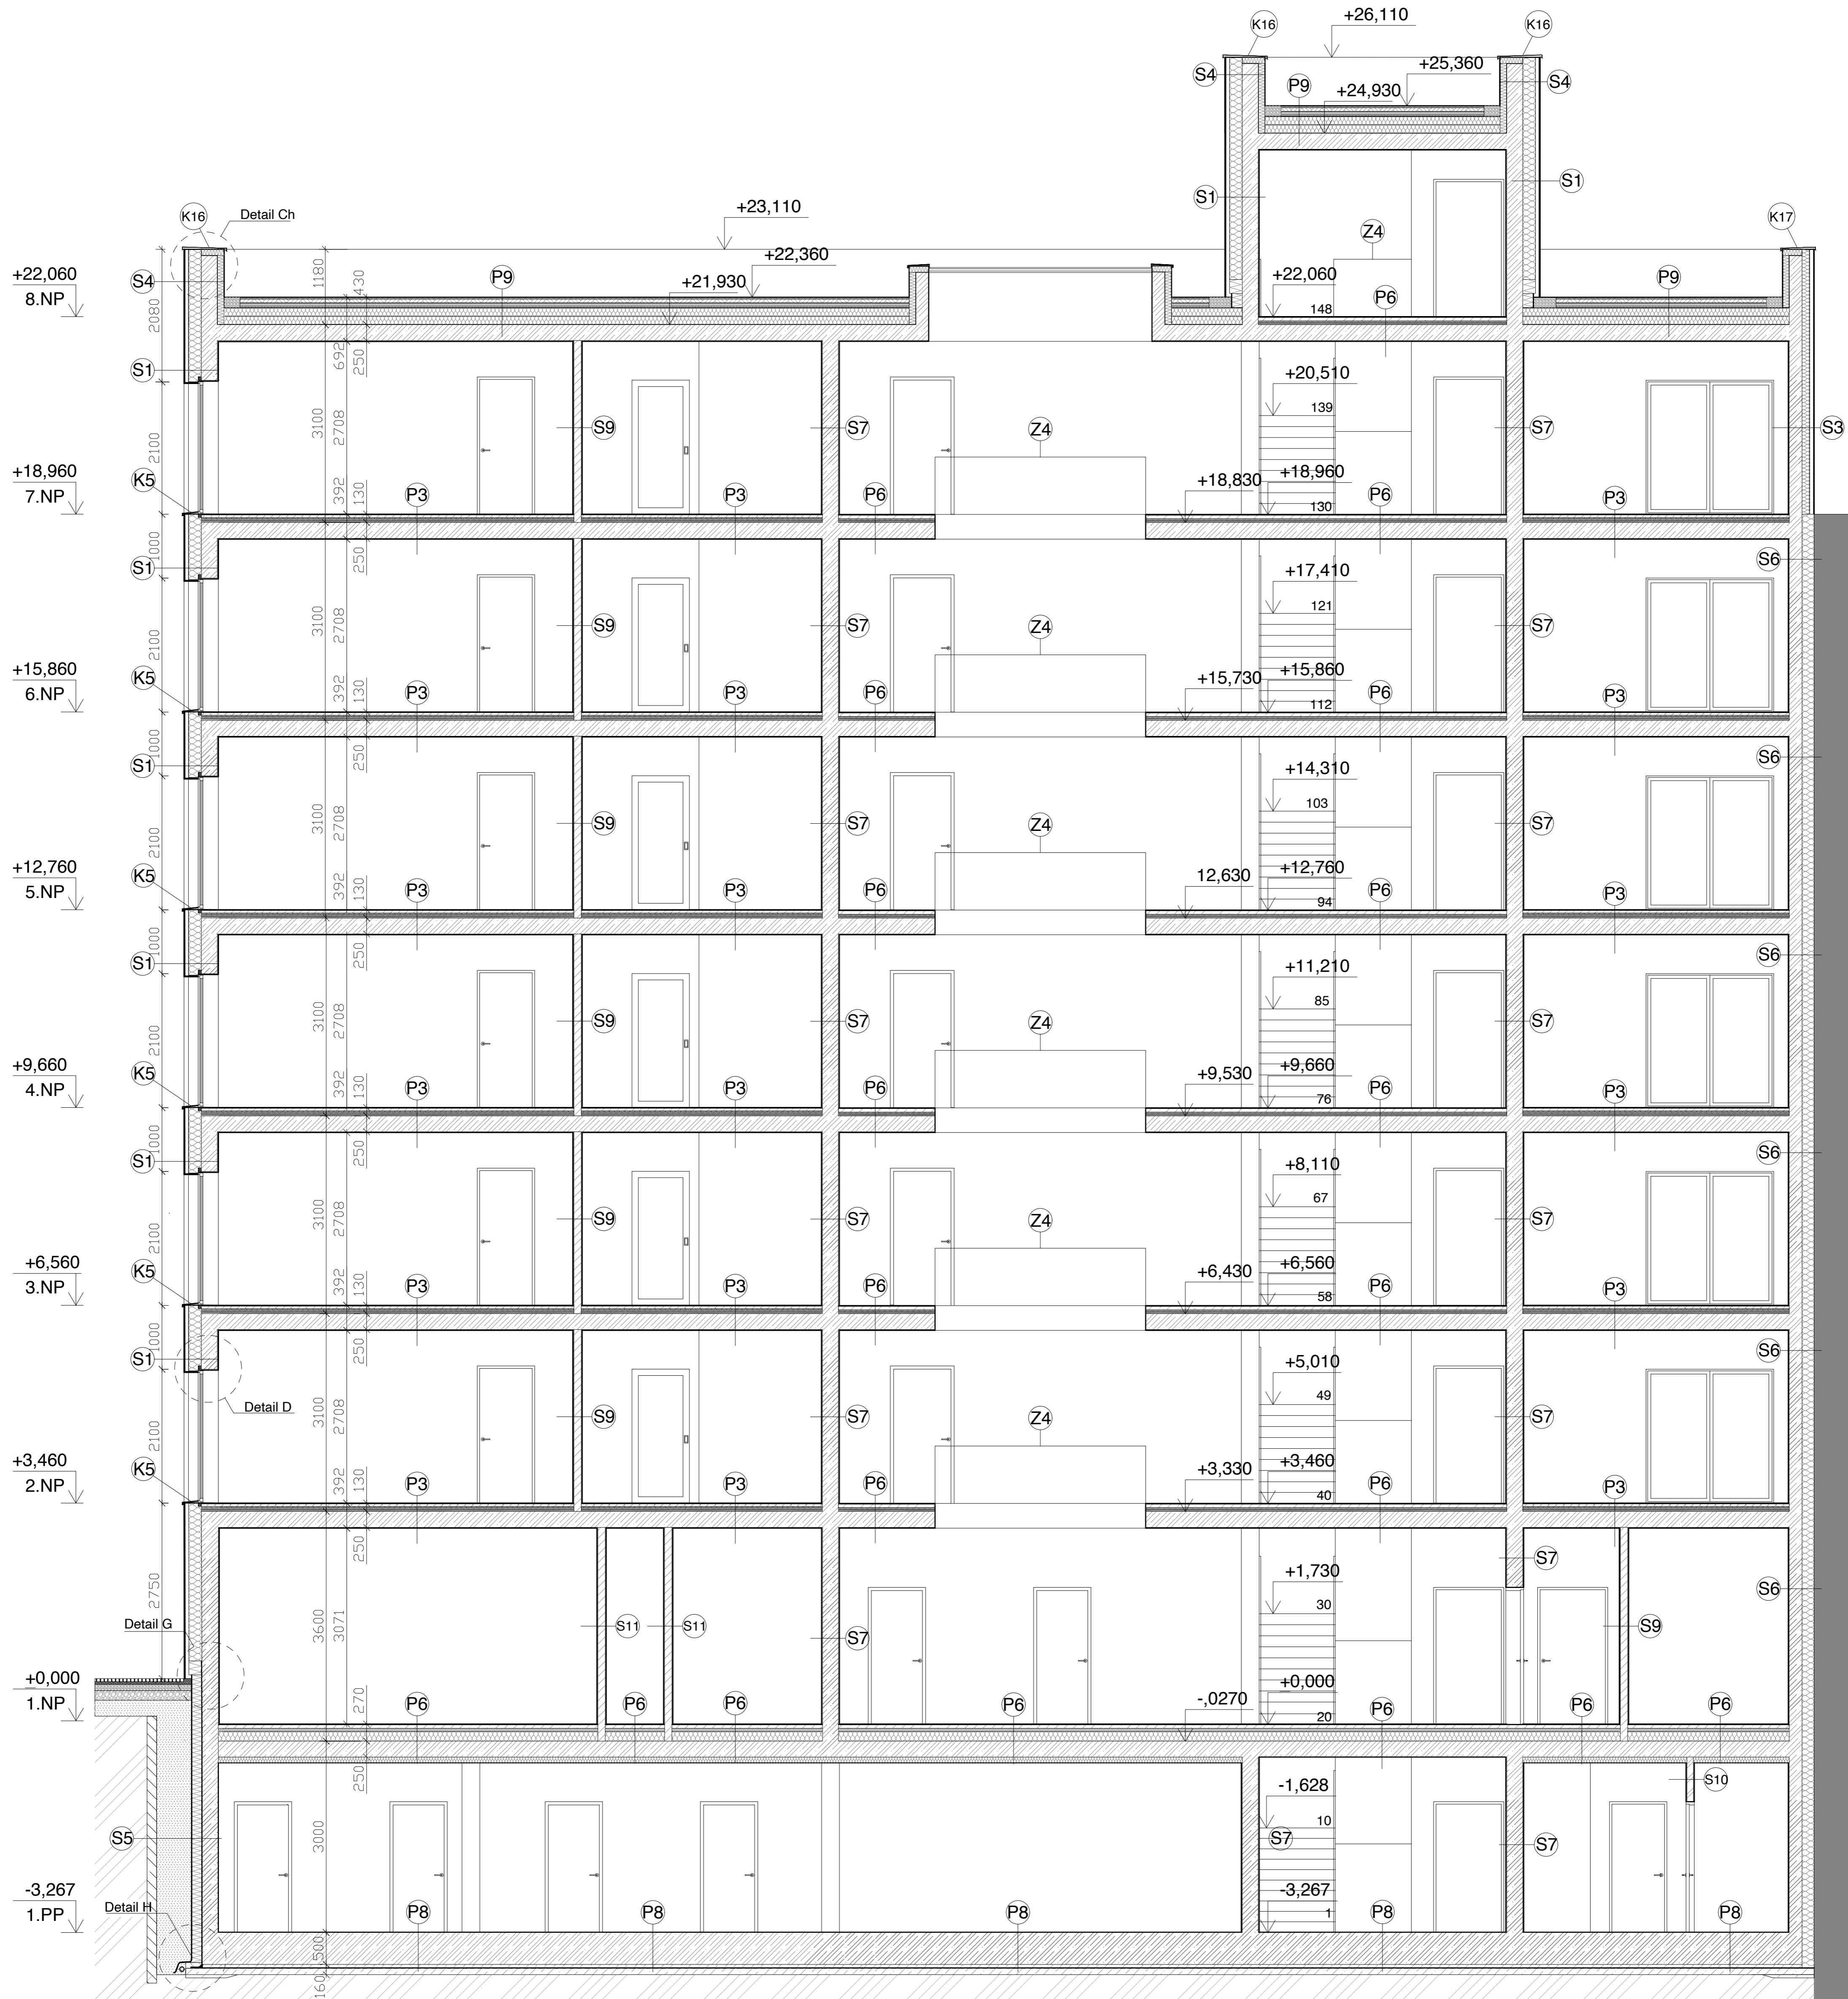 K16
+26,110
K16
S4
+25,360
S4
P9
+24,930
S1
S1
K16
Detail Ch
+23,110
K17
Z4
+22,060
8.NP
S4
2080
P9
1180
430
+22,360
+21,930
+22,060
148
P6
P9
S1
692
250
+20,510
139
2100
3100
2708
S9
S7
Z4
S7
S3
+18,960
7.NP
K5
392
130
P3
P3
P6
+18,830
+18,960
130
P6
P3
S1
1000
250
+17,410
121
S6
2100
3100
2708
S9
S7
Z4
S7
+15,860
6.NP
K5
392
130
P3
P3
P6
+15,730
+15,860
112
P6
P3
S1
1000
250
+14,310
103
S6
2100
3100
2708
S9
S7
Z4
S7
+12,760
5.NP
K5
392
130
P3
P3
P6
12,630
+12,760
94
P6
P3
S1
1000
250
+11,210
85
S6
2100
3100
2708
S9
S7
Z4
S7
+9,660
4.NP
K5
392
130
P3
P3
P6
+9,530
+9,660
76
P6
P3
S1
1000
250
+8,110
67
S6
2100
3100
2708
S9
S7
Z4
S7
+6,560
3.NP
K5
392
130
P3
P3
P6
+6,430
+6,560
58
P6
P3
S1
1000
250
+5,010
49
S6
Detail D
2100
3100
2708
S9
S7
Z4
S7
+3,460
2.NP
K5
392
130
P3
P3
P6
+3,330
+3,460
40
P6
P3
250
S7
2750
+1,730
30
S6
Detail G
3600
3071
S11
S11
S7
S9
+0,000
1.NP
270
P6
P6
P6
P6
-,0270
+0,000
20
P6
P6
P6
250
-1,628
10
S10
S5
3000
S7
S7
-3,267
1.PP
Detail H
P8
P8
P8
-3,267
1
P8
P8
500
160